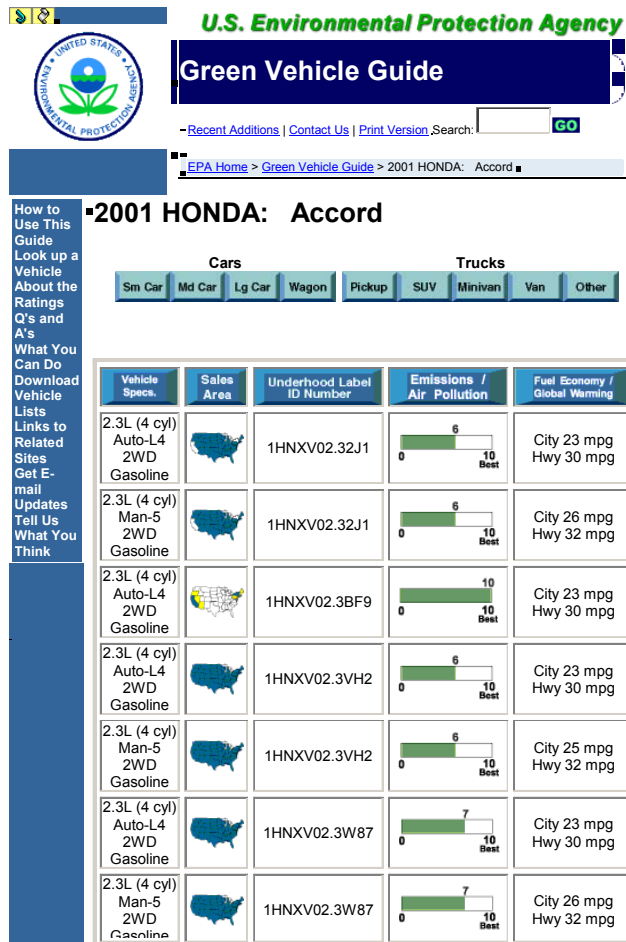 U.S. Environmental Protection Agency
UNITED STATES
ENVIRONMENTAL PROTECTION AGENCY
Green Vehicle Guide
Recent Additions | Contact Us | Print Version Search: GO
EPA Home > Green Vehicle Guide > 2001 HONDA: Accord
How to
Use This
Guide
Look up a
Vehicle
About the
Ratings
Q's and
A's
What You
Can Do
Download
Vehicle
Lists
Links to
Related
Sites
Get E-
mail
Updates
Tell Us
What You
Think
2001 HONDA: Accord
Cars Trucks
Sm Car Md Car Lg Car Wagon Pickup SUV Minivan Van Other
Vehicle Specs. Sales Area Underhood Label ID Number Emissions / Air Pollution Fuel Economy / Global Warming
2.3L (4 cyl)
Auto-L4
2WD
Gasoline
1HNXV02.32J1
6
0 10
Best
City 23 mpg
Hwy 30 mpg
2.3L (4 cyl)
Man-5
2WD
Gasoline
1HNXV02.32J1
6
0 10
Best
City 26 mpg
Hwy 32 mpg
2.3L (4 cyl)
Auto-L4
2WD
Gasoline
1HNXV02.3BF9
10
0 10
Best
City 23 mpg
Hwy 30 mpg
2.3L (4 cyl)
Auto-L4
2WD
Gasoline
1HNXV02.3VH2
6
0 10
Best
City 23 mpg
Hwy 30 mpg
2.3L (4 cyl)
Man-5
2WD
Gasoline
1HNXV02.3VH2
6
0 10
Best
City 25 mpg
Hwy 32 mpg
2.3L (4 cyl)
Auto-L4
2WD
Gasoline
1HNXV02.3W87
7
0 10
Best
City 23 mpg
Hwy 30 mpg
2.3L (4 cyl)
Man-5
2WD
Gasoline
1HNXV02.3W87
7
0 10
Best
City 26 mpg
Hwy 32 mpg